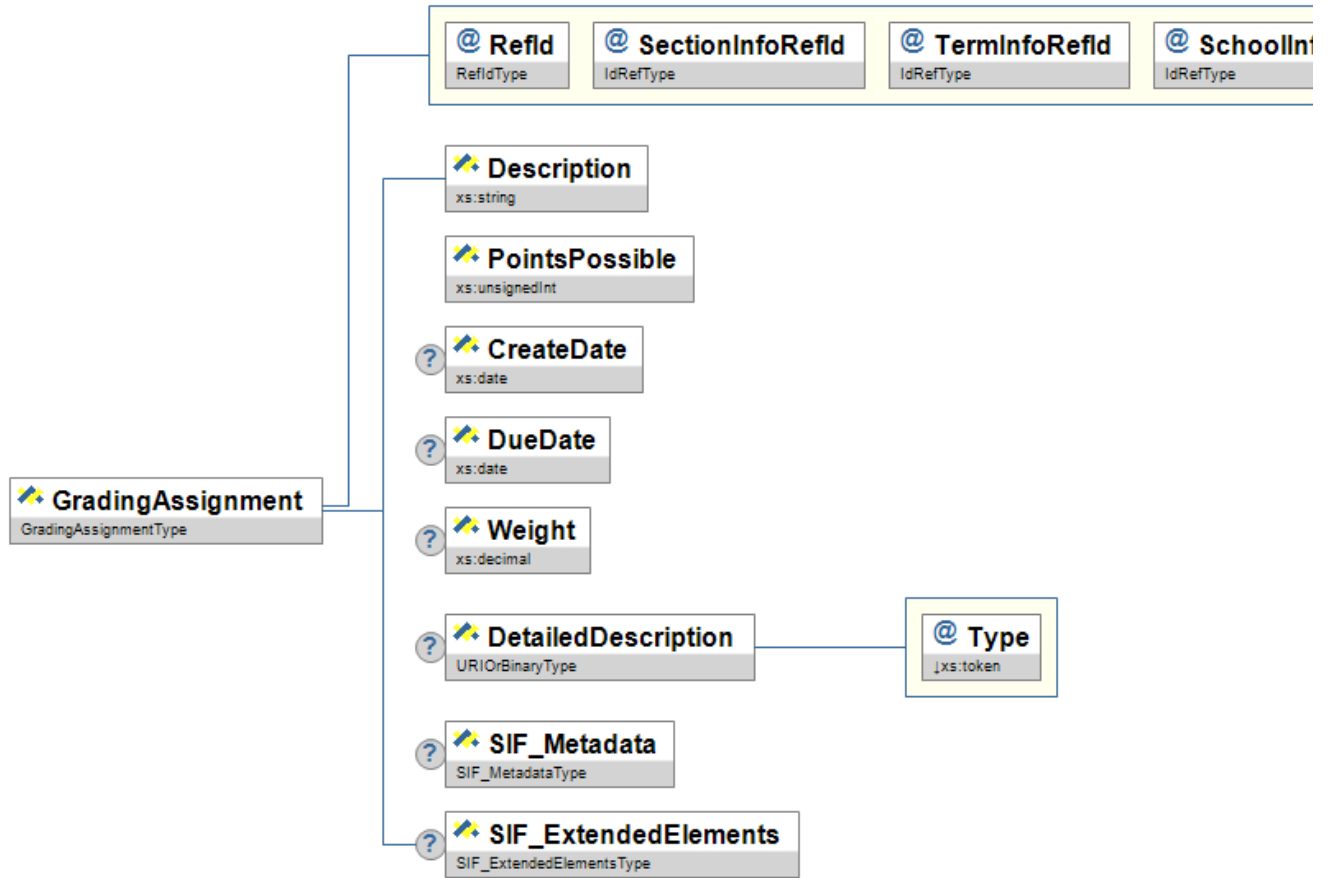 @ RefId @ SectionInfoRefId @ TermInfoRefId @
RefIdType IdRefType IdRefType IdRefType
Description
xs:string
PointsPossible
xs:unsignedInt
? CreateDate
xs:date
? DueDate
xs:date
GradingAssignment
GradingAssignmentType
? Weight
xs:decimal
? DetailedDescription @ Type
URIOrBinaryType ↓xs:token
? SIF_Metadata
SIF_MetadataType
? SIF_ExtendedElements
SIF_ExtendedElementsType